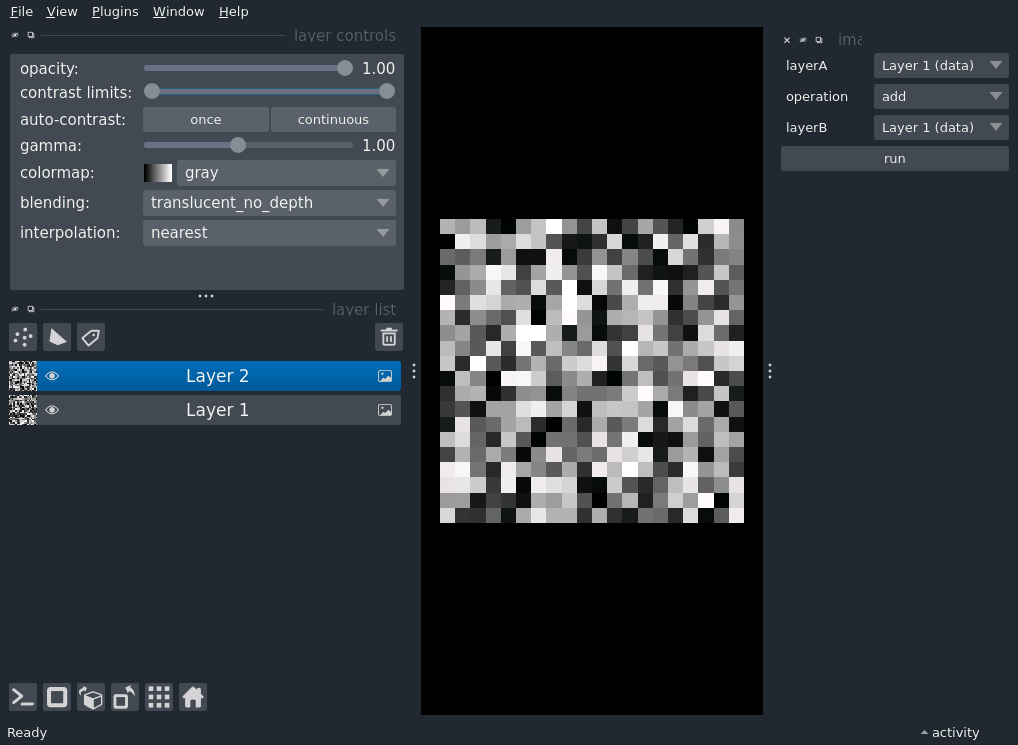 File View Plugins Window Help
layer controls
opacity: 1.00
contrast limits:
auto-contrast: once continuous
gamma: 1.00
colormap: gray
blending: translucent_no_depth
interpolation: nearest
layer list
Layer 2
Layer 1
ima
layerA Layer 1 (data)
operation add
layerB Layer 1 (data)
run
Ready
activity